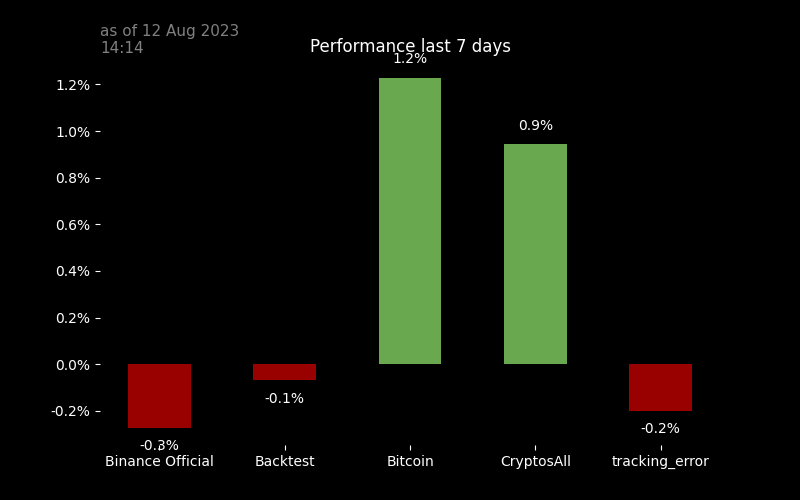 as of 12 Aug 2023
14:14
Performance last 7 days
1.2%
1.2%
1.0%
0.9%
0.8%
0.6%
0.4%
0.2%
0.0%
-0.2%
-0.1%
-0.2%
-0.3%
Binance Official
Backtest
Bitcoin
CryptosAll
tracking_error